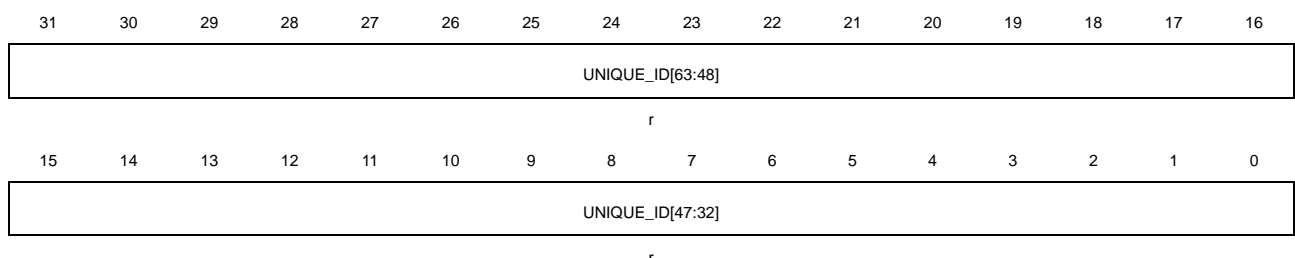 31 30 29 28 27 26 25 24 23 22 21 20 19 18 17 16
UNIQUE_ID[63:48]
r
15 14 13 12 11 10 9 8 7 6 5 4 3 2 1 0
UNIQUE_ID[47:32]
r